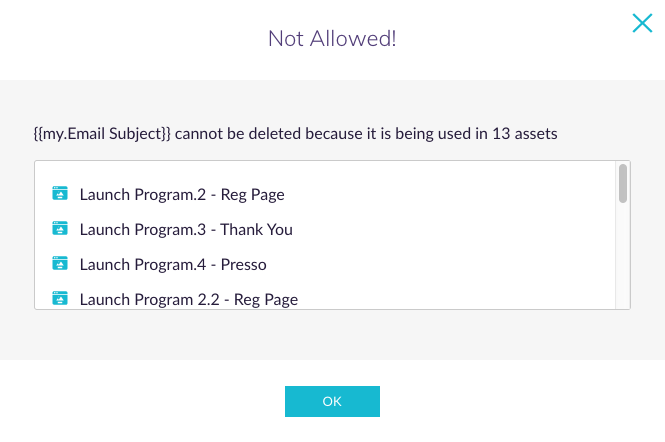 Not Allowed!
{{my.Email Subject}} cannot be deleted because it is being used in 13 assets
Launch Program.2 - Reg Page
Launch Program.3 - Thank You
Launch Program.4 - Presso
Launch Program 2.2 - Reg Page
OK